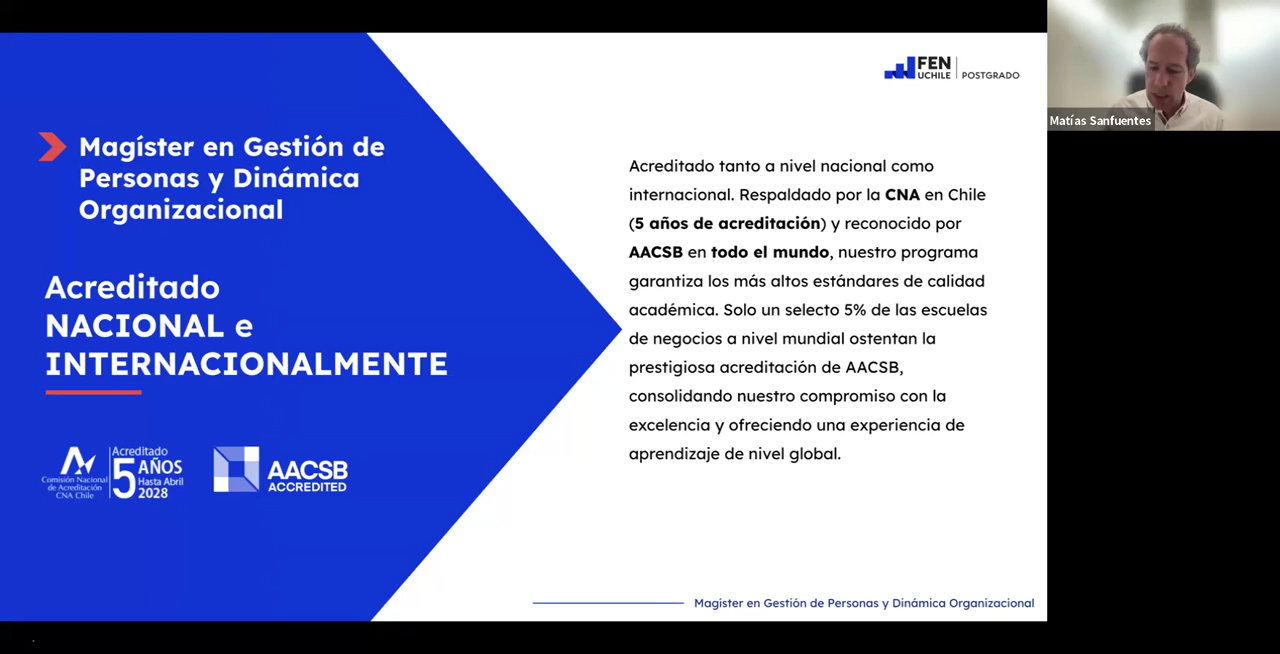 FEN
UCHILE
POSTGRADO
Matías Sanfuentes
Magíster en Gestión de
Personas y Dinámica
Organizacional
Acreditado
NACIONAL e
INTERNACIONALMENTE
Comisión Nacional
de Acreditación
CNA Chile
Acreditado
5 AÑOS
Hasta Abril
2028
AACSB
ACCREDITED
Acreditado tanto a nivel nacional como
internacional. Respaldado por la CNA en Chile
(5 años de acreditación) y reconocido por
AACSB en todo el mundo, nuestro programa
garantiza los más altos estándares de calidad
académica. Solo un selecto 5% de las escuelas
de negocios a nivel mundial ostentan la
prestigiosa acreditación de AACSB,
consolidando nuestro compromiso con la
excelencia y ofreciendo una experiencia de
aprendizaje de nivel global.
Magíster en Gestión de Personas y Dinámica Organizacional